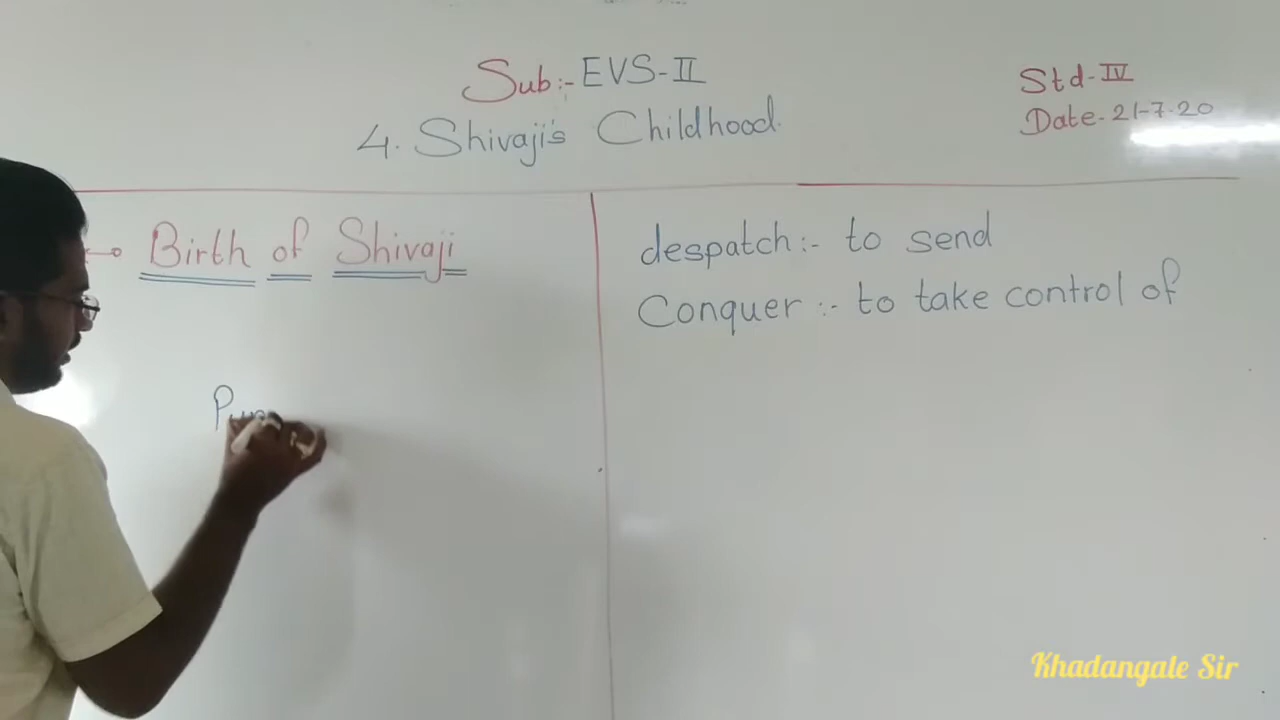 Sub:- EVS-II
4. Shivaji's Childhood.
Std-IV
Date-21-7-20
Birth of Shivaji
despatch:- to send
Conquer :- to take control of
Khadangale Sir